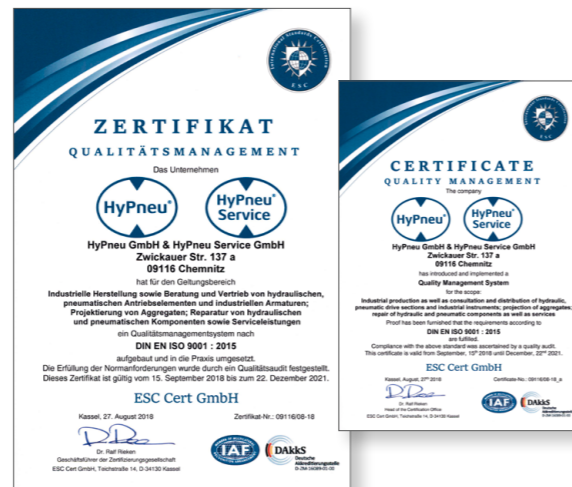 ZERTIFIKAT
QUALITÄTSMANAGEMENT
Das Unternehmen
HyPneu®
HyPneu®
Service
HyPneu GmbH & HyPneu Service GmbH
Zwickauer Str. 137 a
09116 Chemnitz
hat für den Geltungsbereich
Industrielle Herstellung sowie Beratung und Vertrieb von hydraulischen,
pneumatischen Antriebselementen und industriellen Armaturen;
Projektierung von Aggregaten; Reparatur von hydraulischen
und pneumatischen Komponenten sowie Serviceleistungen
ein Qualitätsmanagementsystem nach
DIN EN ISO 9001 : 2015
aufgebaut und in die Praxis umgesetzt.
Die Erfüllung der Normanforderungen wurde durch ein Qualitätsaudit festgestellt.
Dieses Zertifikat ist gültig vom 15. September 2018 bis zum 22. Dezember 2021.
ESC Cert GmbH
Kassel, 27. August 2018
Zertifikat-Nr.: 09116/08-18
Dr. Ralf Rieken
Geschäftsführer der Zertifizierungsgesellschaft
ESC Cert GmbH, Teichstraße 14, D-34130 Kassel
IAF
DAkkS
Deutsche
Akkreditierungsstelle
International Standards Certification
ESC
CERTIFICATE
QUALITY MANAGEMENT
The company
HyPneu®
HyPneu®
Service
HyPneu GmbH & HyPneu Service GmbH
Zwickauer Str. 137 a
09116 Chemnitz
has introduced and implemented a
Quality Management System
for the scope:
Industrial production as well as consultation and distribution of hydraulic,
pneumatic drive sections and industrial instruments; projection of aggregates;
repair of hydraulic and pneumatic components as well as services
Proof has been furnished that the requirements according to
DIN EN ISO 9001 : 2015
are fulfilled.
Compliance with the above standard was ascertained by a quality audit.
This certificate is valid from September, 15th 2018 until December, 22nd 2021.
ESC Cert GmbH
Kassel, August, 27th 2018
Certificate-No.: 09116/08-18_a
Dr. Ralf Rieken
Head of the Certification Office
ESC Cert GmbH, Teichstraße 14, D-34130 Kassel
IAF
DAkkS
Deutsche
Akkreditierungsstelle